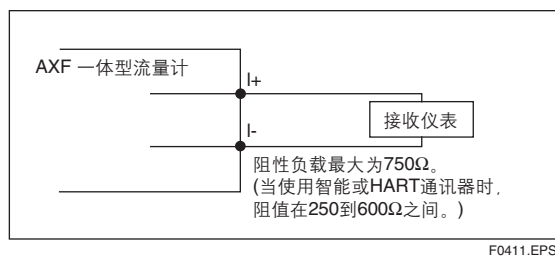 AXF 一体型流量计
I+
接收仪表
I-
阻性负载最大为750Ω。
(当使用智能或HART通讯器时,
阻值在250到600Ω之间。)
F0411.EPS